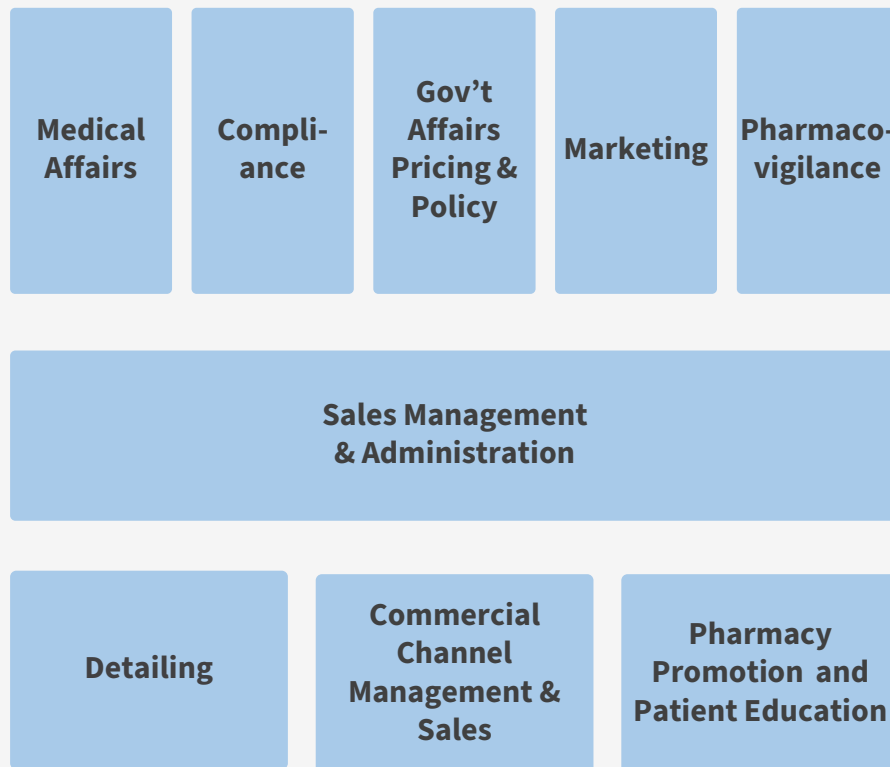 Medical
Affairs
Compli-
ance
Gov't
Affairs
Pricing &
Policy
Marketing
Pharmaco-
vigilance
Sales Management
& Administration
Detailing
Commercial
Channel
Management &
Sales
Pharmacy
Promotion and
Patient Education